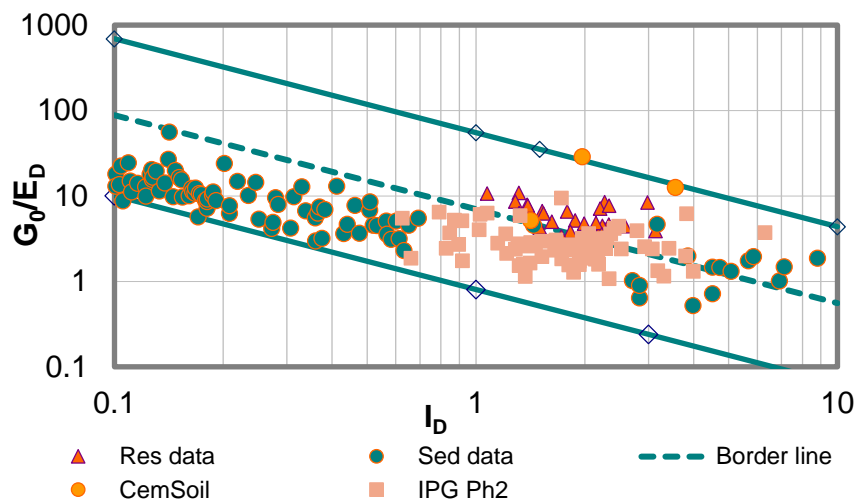 1000
100
10
1
0.1
G0/ED
0.1 1 10
ID
Res data Sed data Border line
CemSoil IPG Ph2